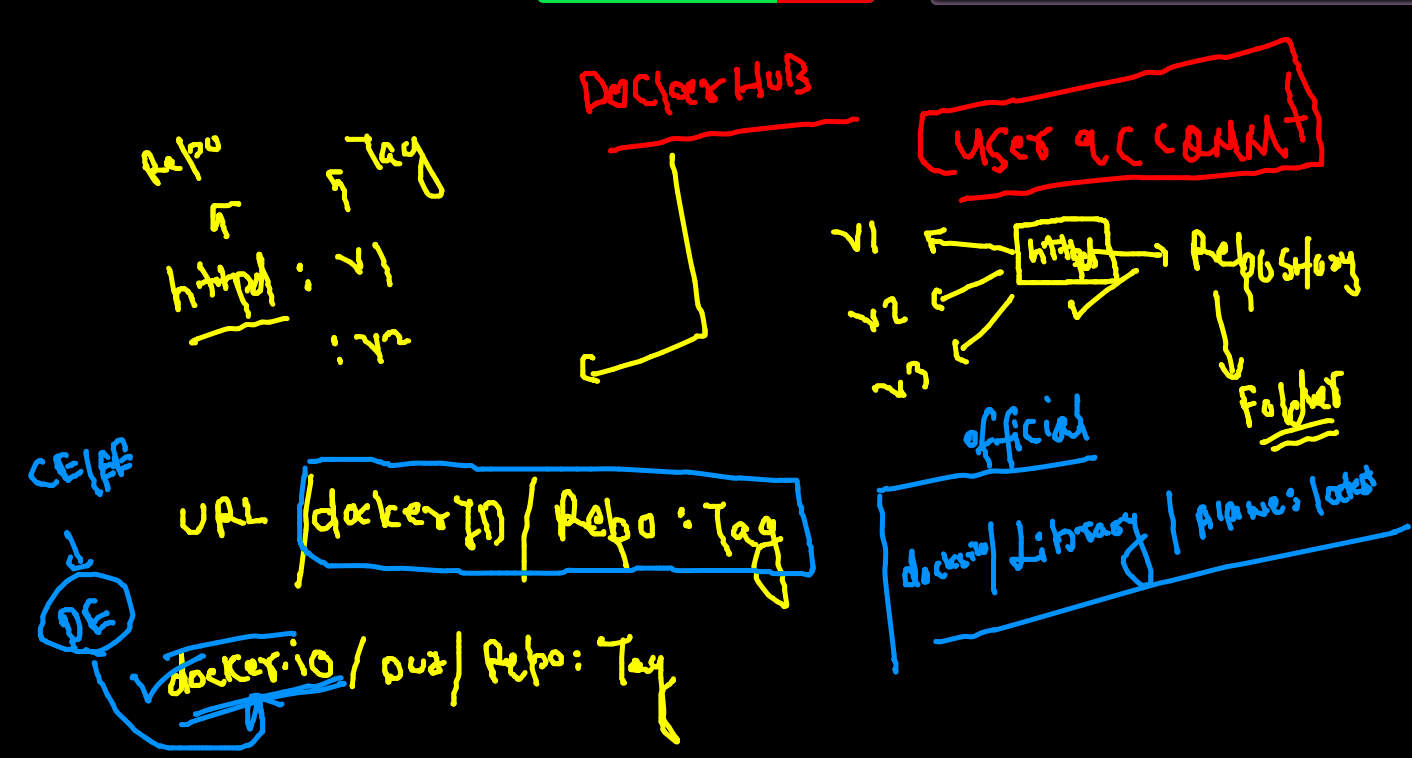 DockerHUB
User account
Repo
Tag
httpd : v1
: v2
v1
httpd
Repository
v2
v3
Folder
official
CE/EE
URL /dockerID / Repo : Tag
docker.io / Library / Alpine : latest
DE
docker.io / / Repo : Tag